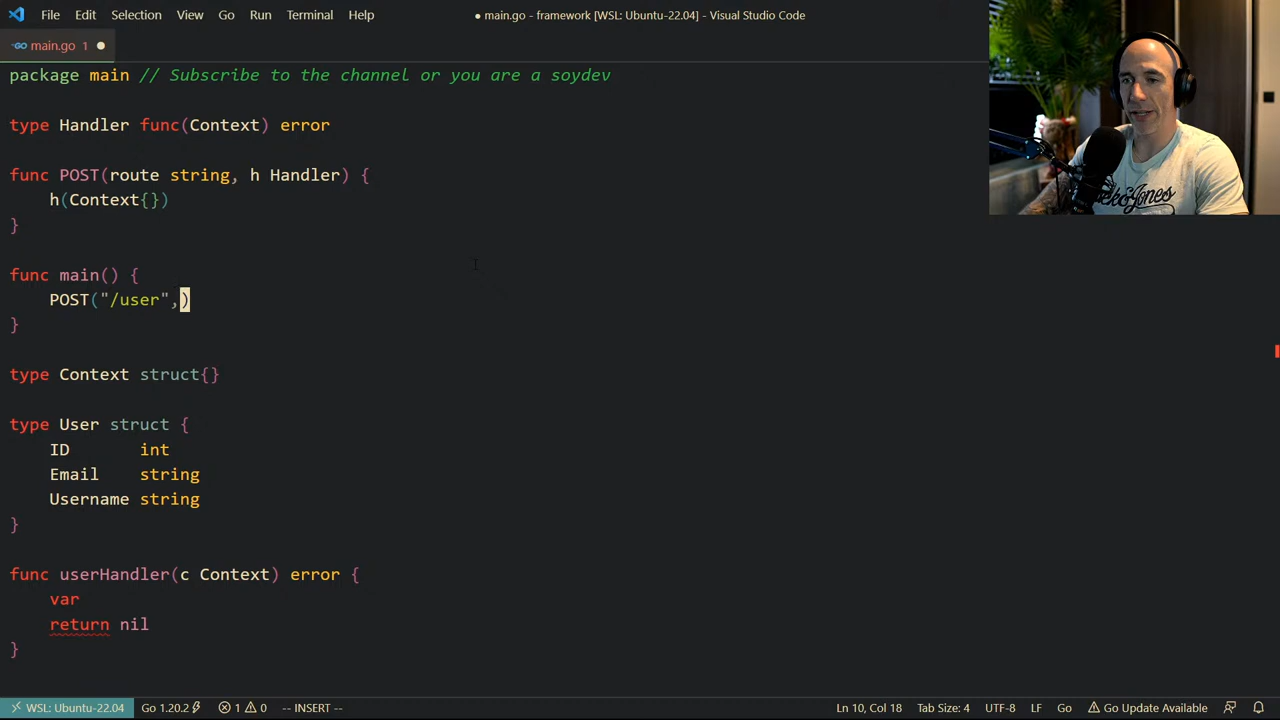 File Edit Selection View Go Run Terminal Help
● main.go - framework [WSL: Ubuntu-22.04] - Visual Studio Code
main.go 1 ●
package main // Subscribe to the channel or you are a soydev
type Handler func(Context) error
func POST(route string, h Handler) {
h(Context{})
}
func main() {
POST("/user",)
}
type Context struct{}
type User struct {
ID int
Email string
Username string
}
func userHandler(c Context) error {
var
return nil
}
WSL: Ubuntu-22.04 Go 1.20.2 1 0 -- INSERT -- Ln 10, Col 18 Tab Size: 4 UTF-8 LF Go Go Update Available